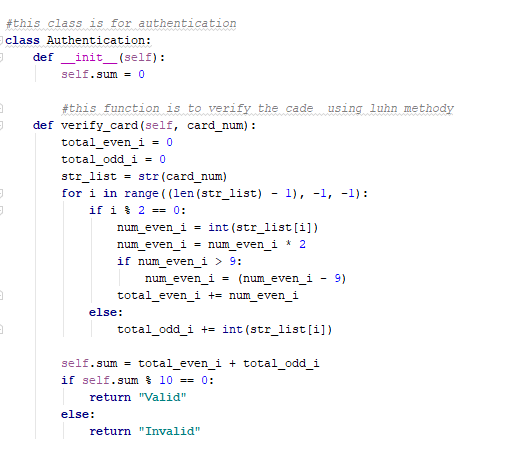 #this class is for authentication
class Authentication:
    def __init__(self):
        self.sum = 0
        #this function is to verify the cade  using luhn methody
    def verify_card(self, card_num):
        total_even_i = 0
        total_odd_i = 0
        str_list = str(card_num)
        for i in range((len(str_list) - 1), -1, -1):
            if i % 2 == 0:
                num_even_i = int(str_list[i])
                num_even_i = num_even_i * 2
                if num_even_i > 9:
                    num_even_i = (num_even_i - 9)
                total_even_i += num_even_i
            else:
                total_odd_i += int(str_list[i])
        self.sum = total_even_i + total_odd_i
        if self.sum % 10 == 0:
            return "Valid"
        else:
            return "Invalid"